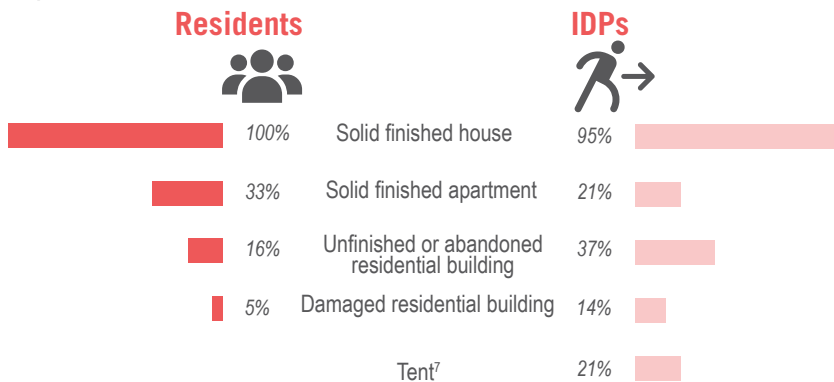 Residents IDPs
100% Solid finished house 95%
33% Solid finished apartment 21%
16% Unfinished or abandoned residential building 37%
5% Damaged residential building 14%
Tent7 21%